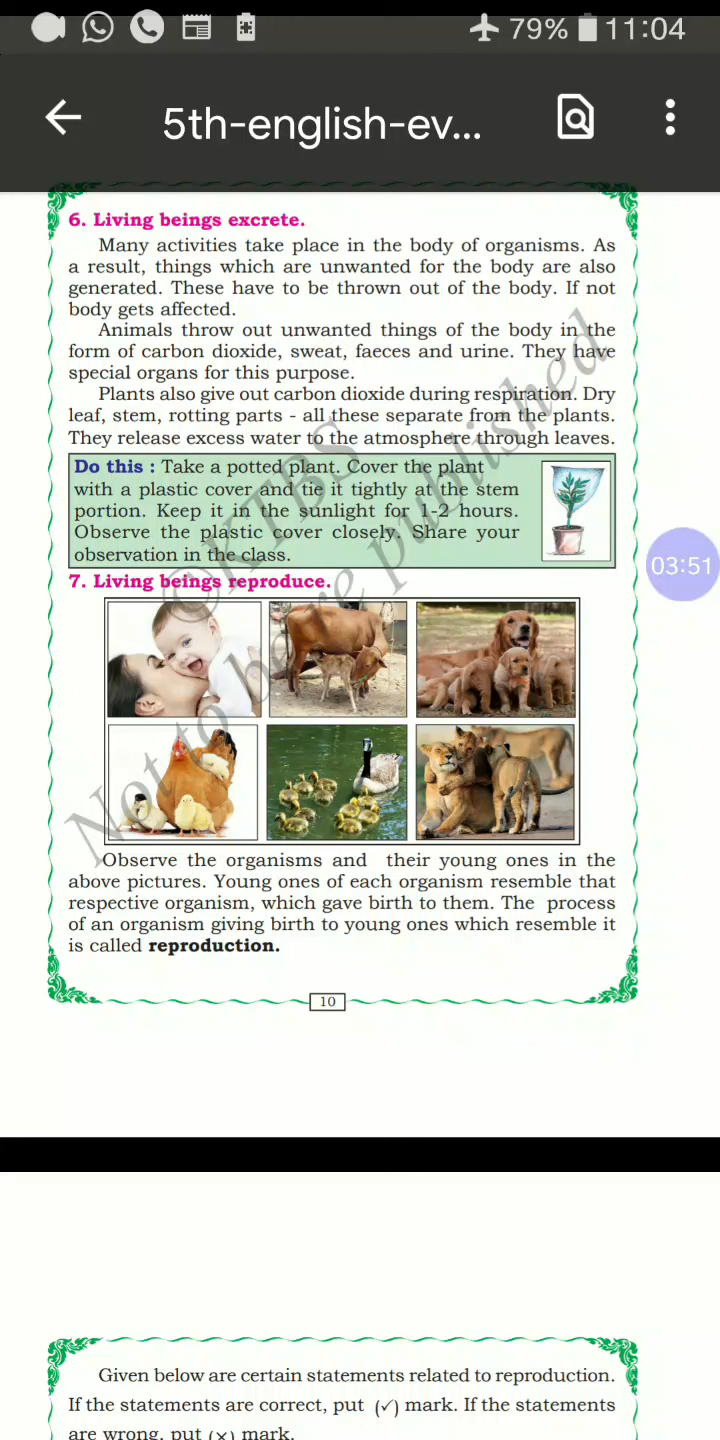 79% 11:04
5th-english-ev...
6. Living beings excrete.
Many activities take place in the body of organisms. As
a result, things which are unwanted for the body are also
generated. These have to be thrown out of the body. If not
body gets affected.
Animals throw out unwanted things of the body in the
form of carbon dioxide, sweat, faeces and urine. They have
special organs for this purpose.
Plants also give out carbon dioxide during respiration. Dry
leaf, stem, rotting parts - all these separate from the plants.
They release excess water to the atmosphere through leaves.
Do this : Take a potted plant. Cover the plant
with a plastic cover and tie it tightly at the stem
portion. Keep it in the sunlight for 1-2 hours.
Observe the plastic cover closely. Share your
observation in the class.
03:51
7. Living beings reproduce.
©KTBS
Not to be re published
Observe the organisms and their young ones in the
above pictures. Young ones of each organism resemble that
respective organism, which gave birth to them. The process
of an organism giving birth to young ones which resemble it
is called reproduction.
10
Given below are certain statements related to reproduction.
If the statements are correct, put (✓) mark. If the statements
are wrong, put (×) mark.